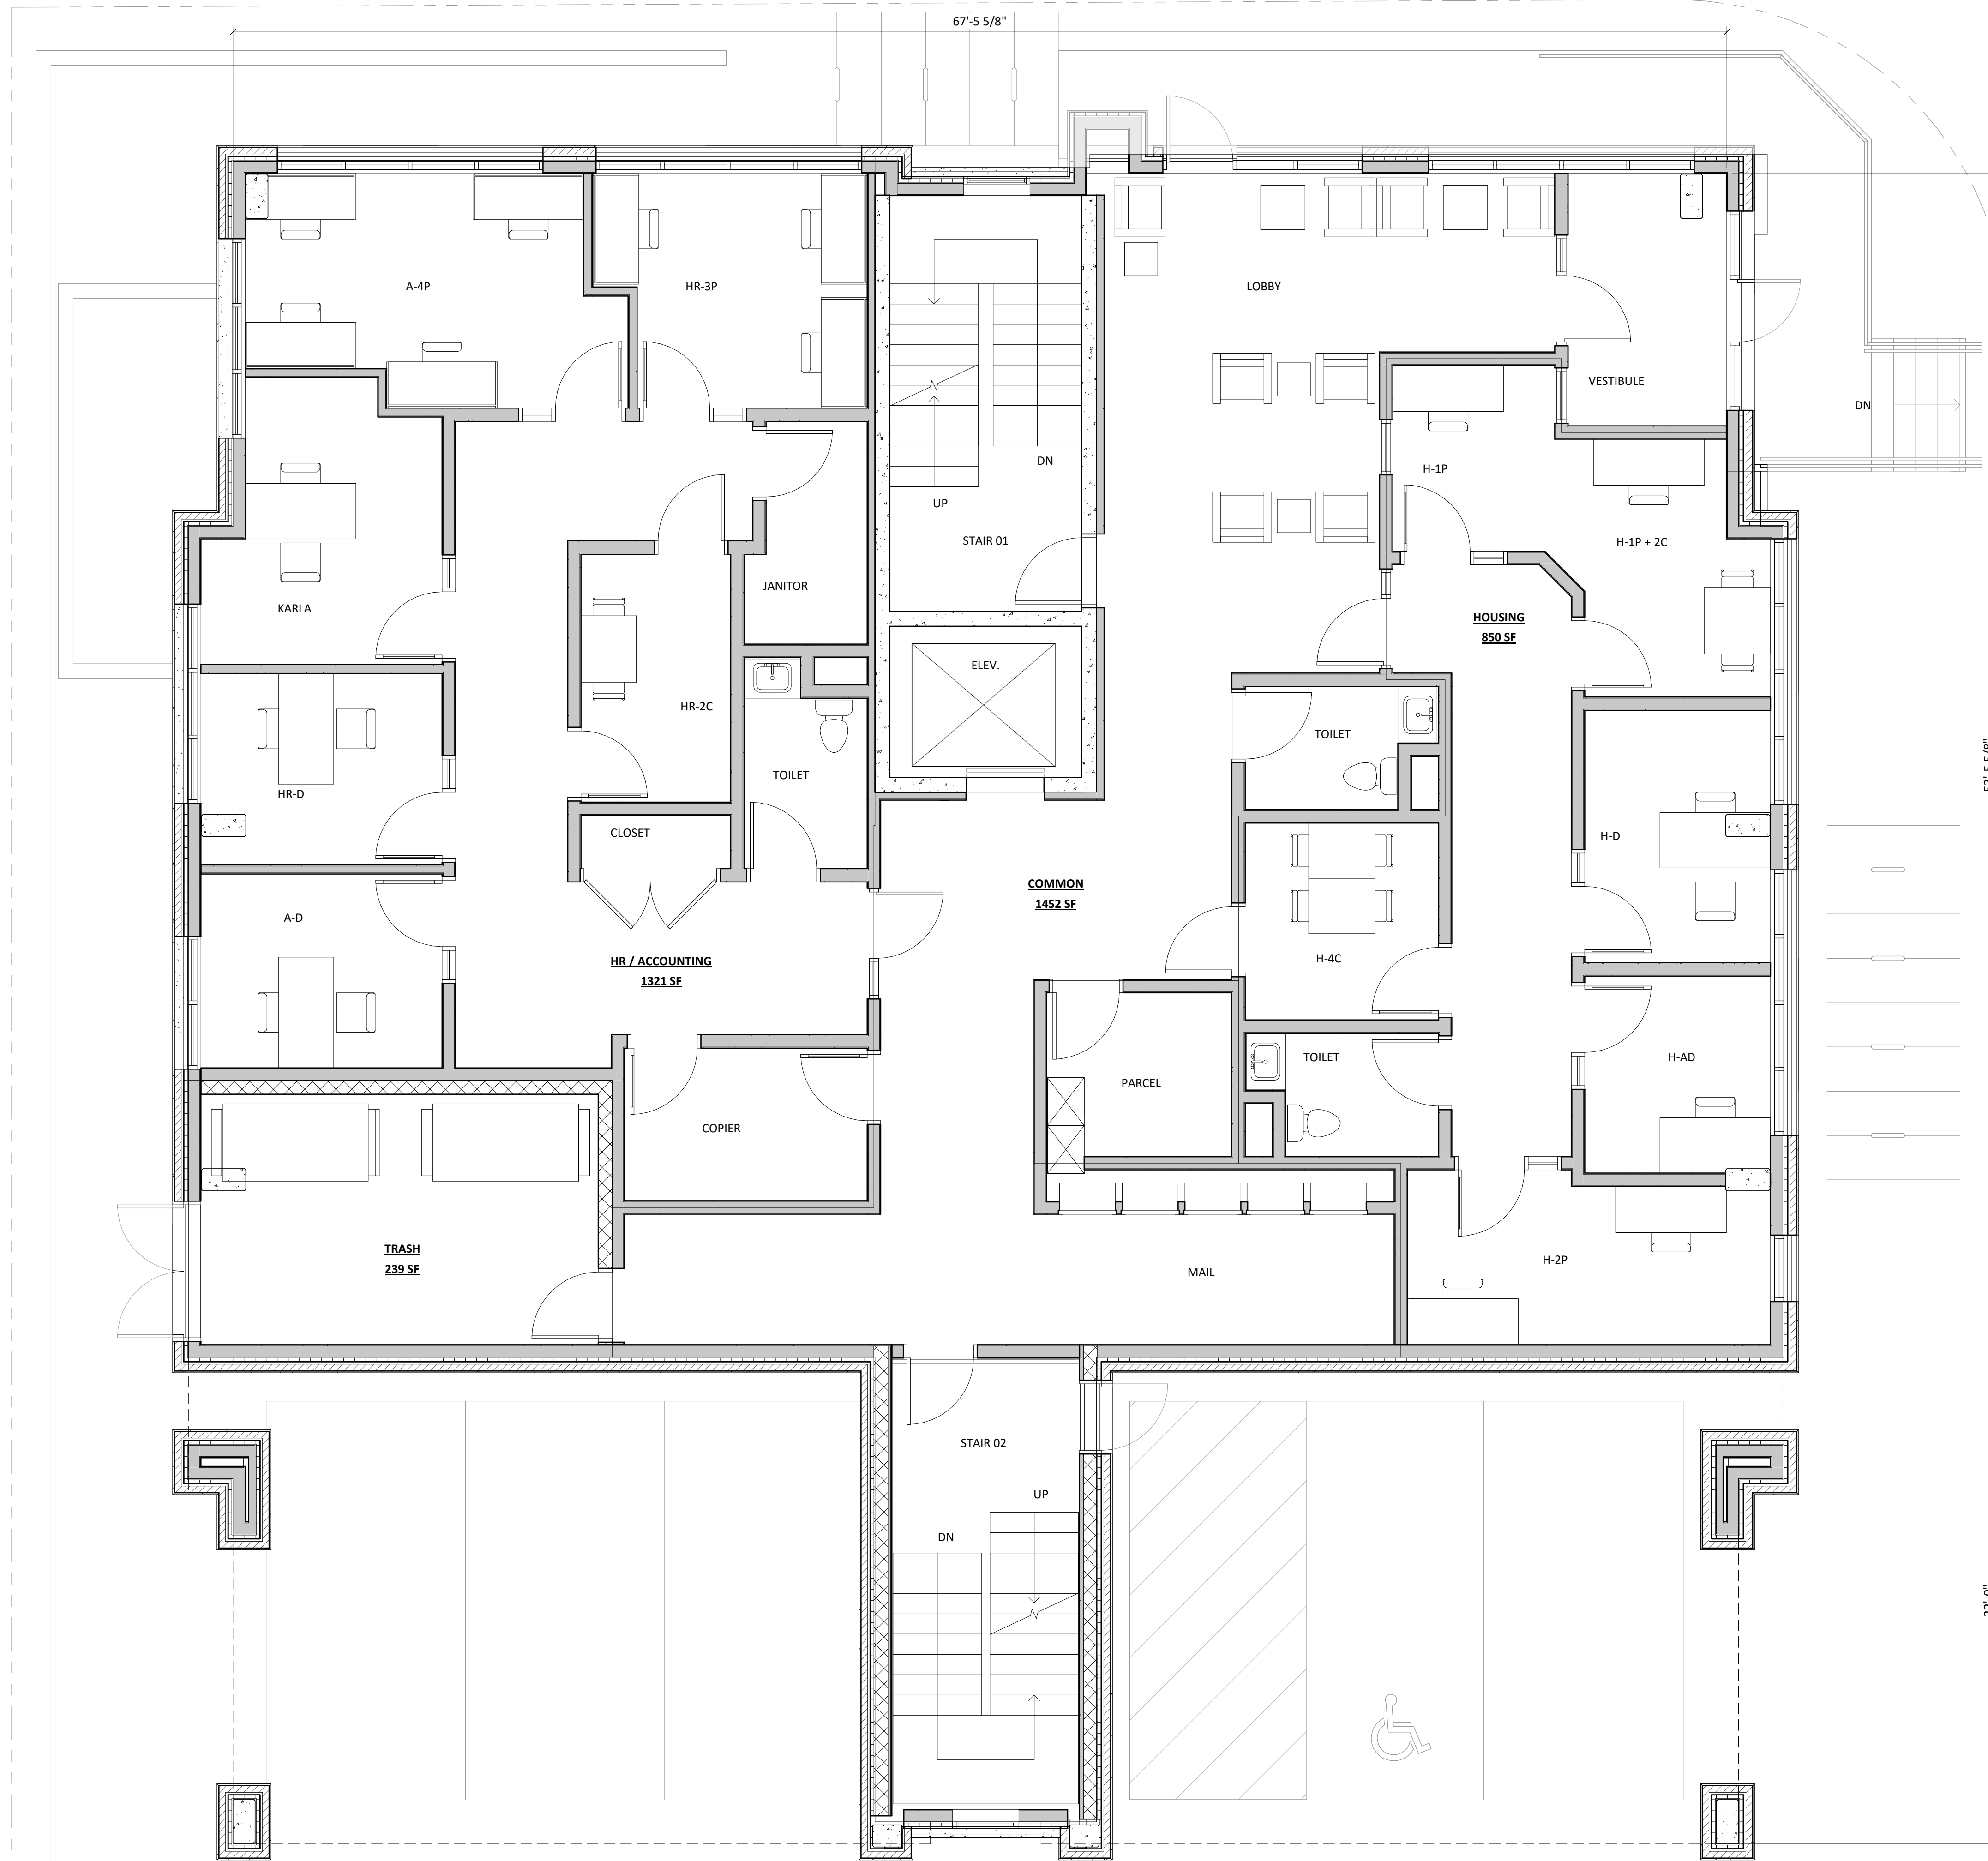 67'-5 5/8"
A-4P
HR-3P
LOBBY
VESTIBULE
DN
DN
UP
STAIR 01
H-1P
H-1P + 2C
KARLA
JANITOR
HOUSING
850 SF
ELEV.
HR-2C
TOILET
TOILET
HR-D
CLOSET
H-D
A-D
COMMON
1452 SF
HR / ACCOUNTING
1321 SF
H-4C
PARCEL
TOILET
H-AD
COPIER
TRASH
239 SF
MAIL
H-2P
STAIR 02
UP
DN